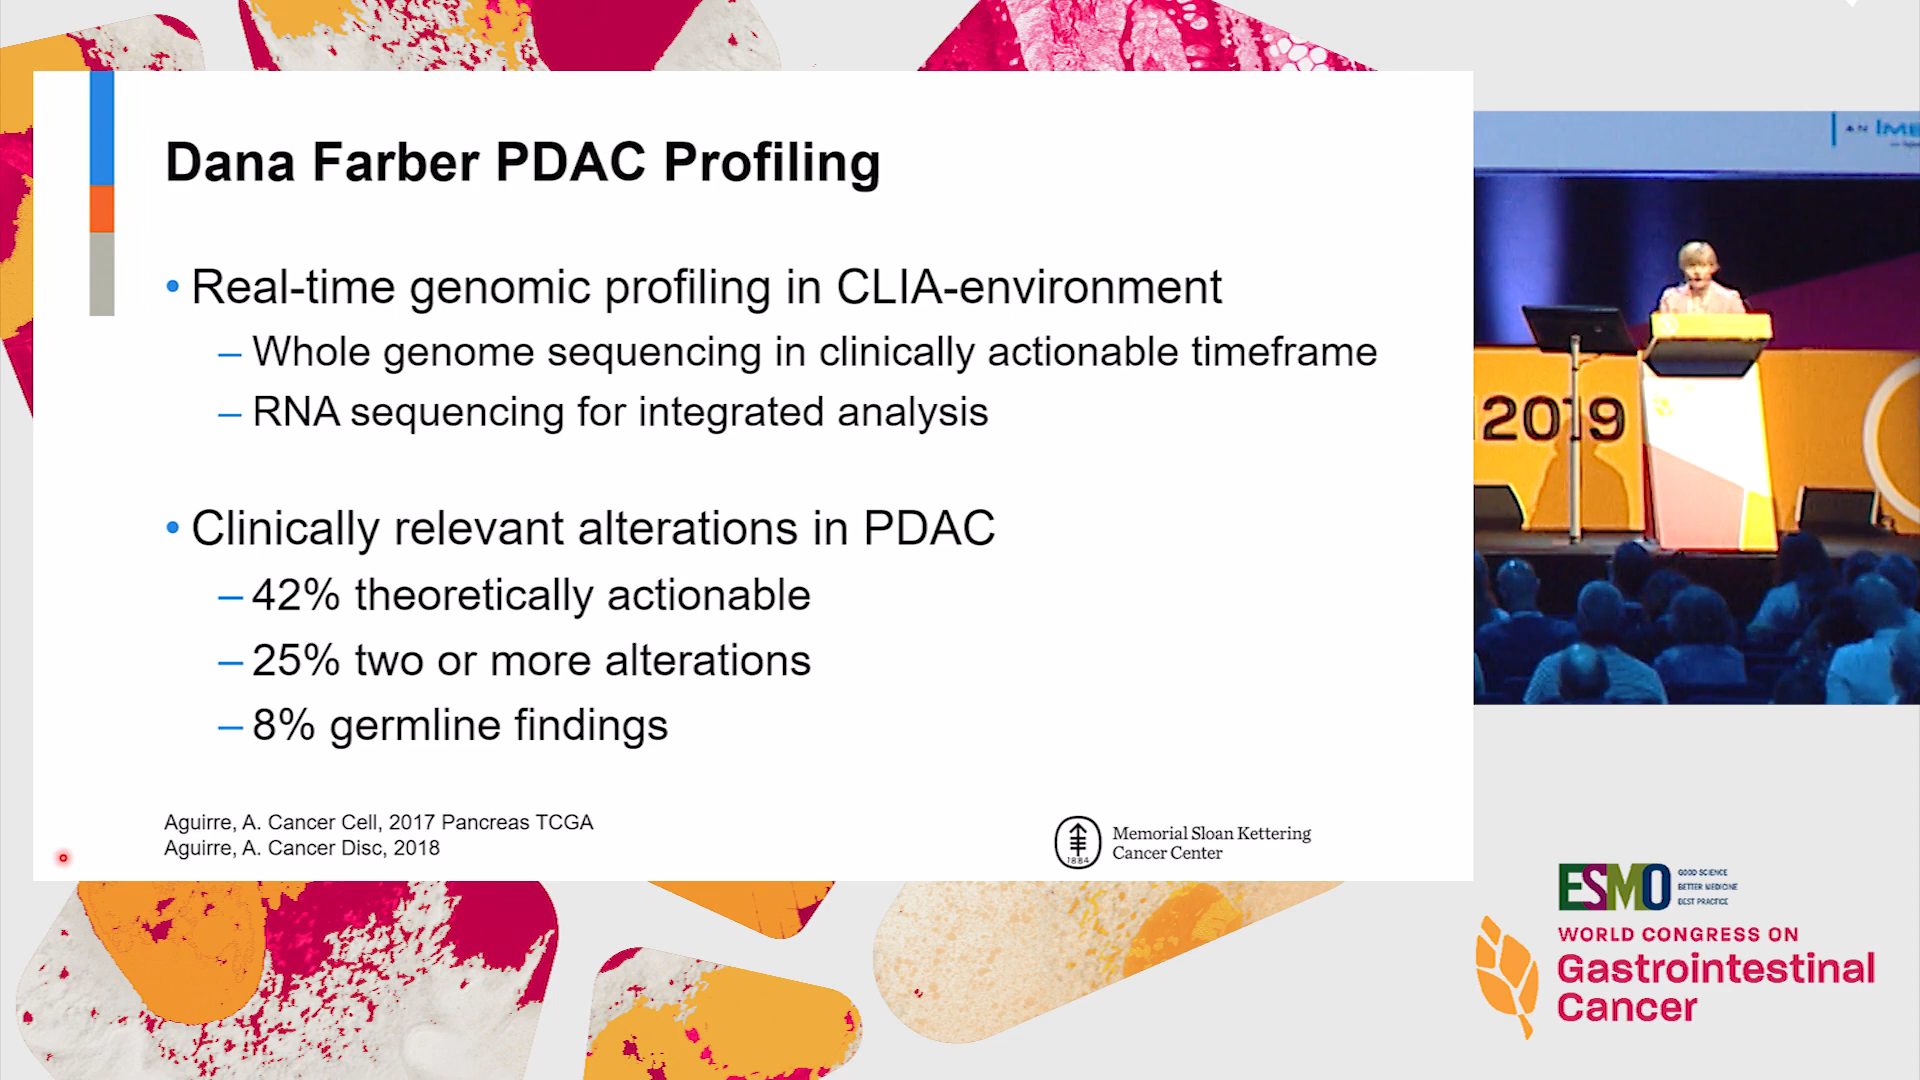 Dana Farber PDAC Profiling
• Real-time genomic profiling in CLIA-environment
– Whole genome sequencing in clinically actionable timeframe
– RNA sequencing for integrated analysis
• Clinically relevant alterations in PDAC
– 42% theoretically actionable
– 25% two or more alterations
– 8% germline findings
Aguirre, A. Cancer Cell, 2017 Pancreas TCGA
Aguirre, A. Cancer Disc, 2018
1884
Memorial Sloan Kettering
Cancer Center
AN IME
2019
ESMO
GOOD SCIENCE
BETTER MEDICINE
BEST PRACTICE
WORLD CONGRESS ON
Gastrointestinal
Cancer